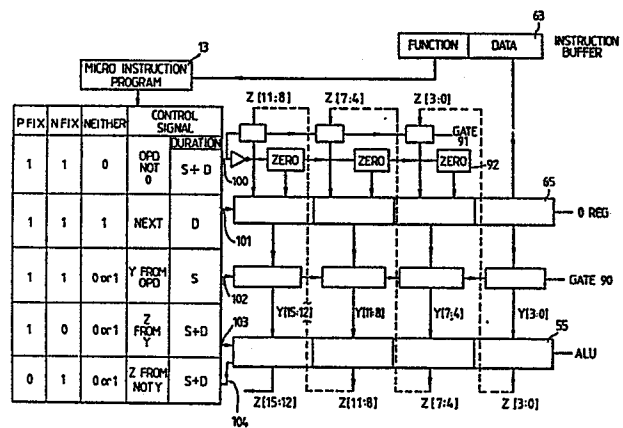 63
FUNCTION DATA INSTRUCTION BUFFER
13
MICRO INSTRUCTION PROGRAM
Z [11:8] Z [7:4] Z [3:0]
P FIX N FIX NEITHER CONTROL SIGNAL
DURATION
GATE 91
1 1 0 OPD NOT 0 S+D
100
ZERO ZERO ZERO 92
65
1 1 1 NEXT D
101
0 REG
1 1 0 or 1 Y FROM OPD S
102
GATE 90
Y[15:12] Y[11:8] Y[7:4] Y[3:0]
103
55
1 0 0 or 1 Z FROM Y S+D
ALU
0 1 0 or 1 Z FROM NOT Y S+D
104
Z[15:12] Z[11:8] Z [7:4] Z [3:0]